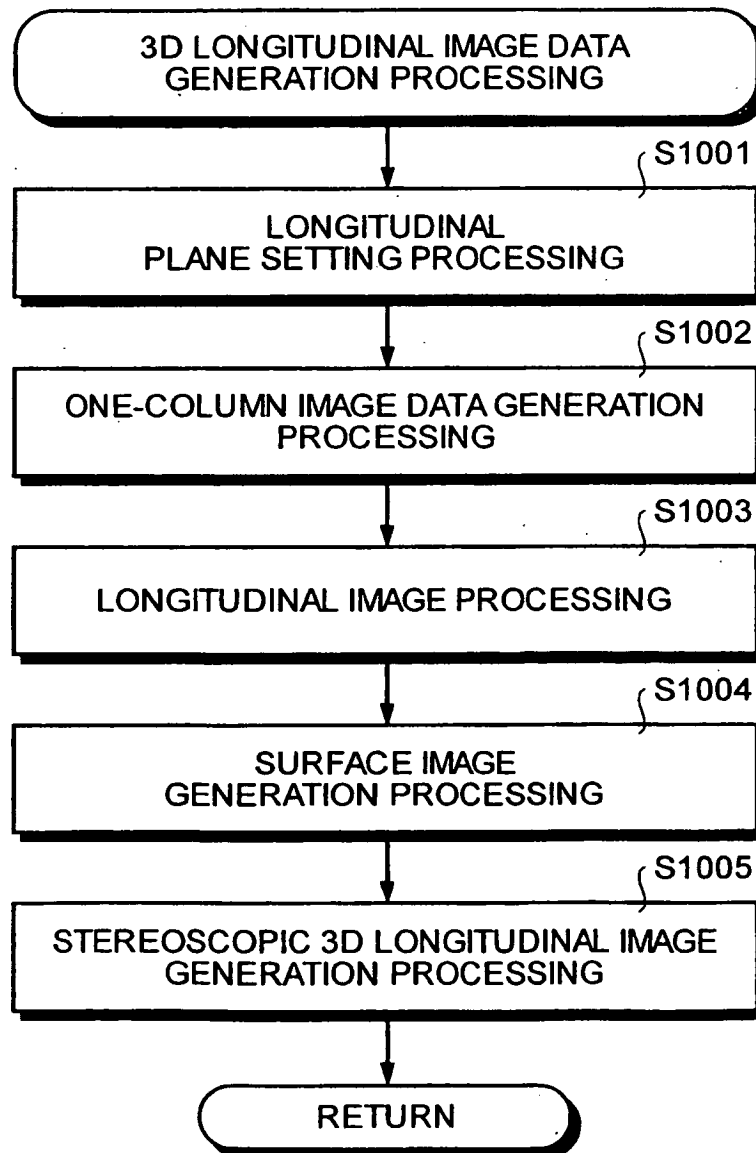 3D LONGITUDINAL IMAGE DATA
GENERATION PROCESSING
S1001
LONGITUDINAL
PLANE SETTING PROCESSING
S1002
ONE-COLUMN IMAGE DATA GENERATION
PROCESSING
S1003
LONGITUDINAL IMAGE PROCESSING
S1004
SURFACE IMAGE
GENERATION PROCESSING
S1005
STEREOSCOPIC 3D LONGITUDINAL IMAGE
GENERATION PROCESSING
RETURN